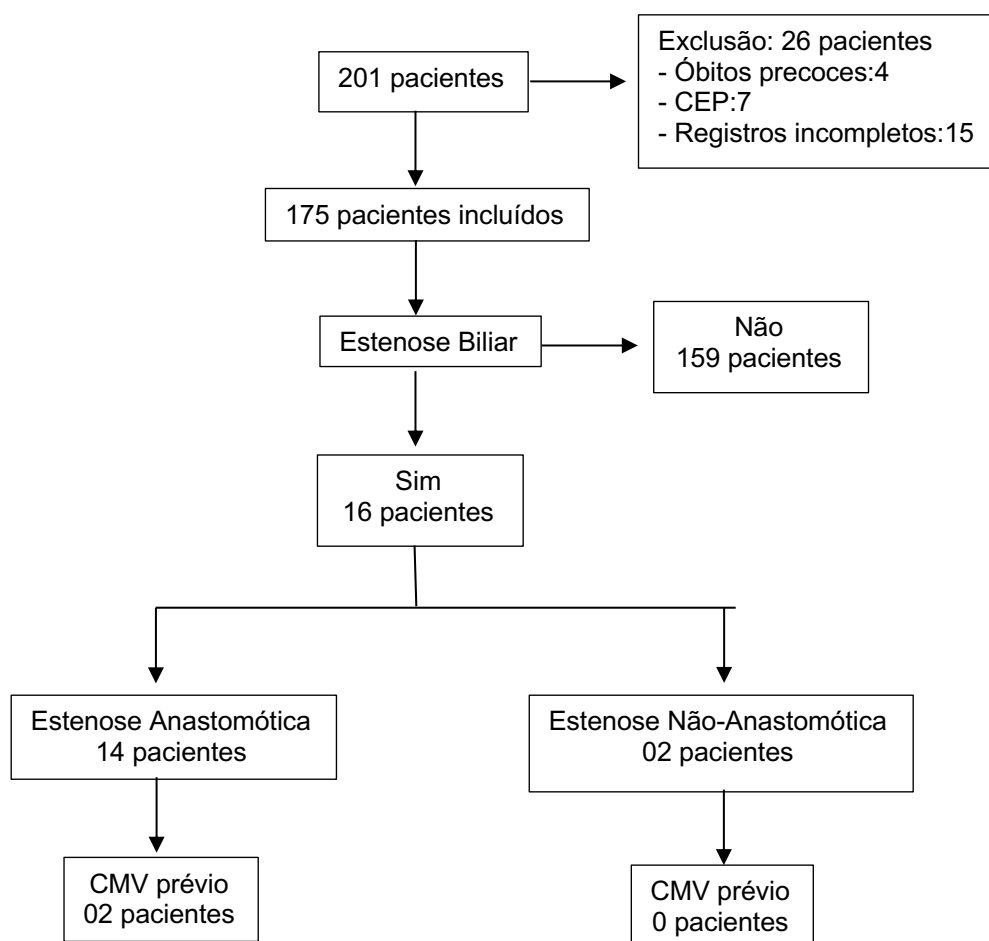 201 pacientes
Exclusão: 26 pacientes
- Óbitos precoces:4
- CEP:7
- Registros incompletos:15
175 pacientes incluídos
Estenose Biliar
Não
159 pacientes
Sim
16 pacientes
Estenose Anastomótica
14 pacientes
Estenose Não-Anastomótica
02 pacientes
CMV prévio
02 pacientes
CMV prévio
0 pacientes